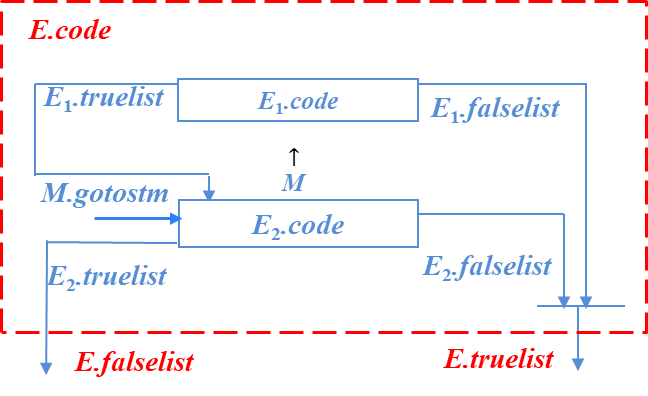 E.code
E₁.truelist
E₁.code
E₁.falselist
↑
M
M.gotostm
E₂.code
E₂.truelist
E₂.falselist
E.falselist
E.truelist